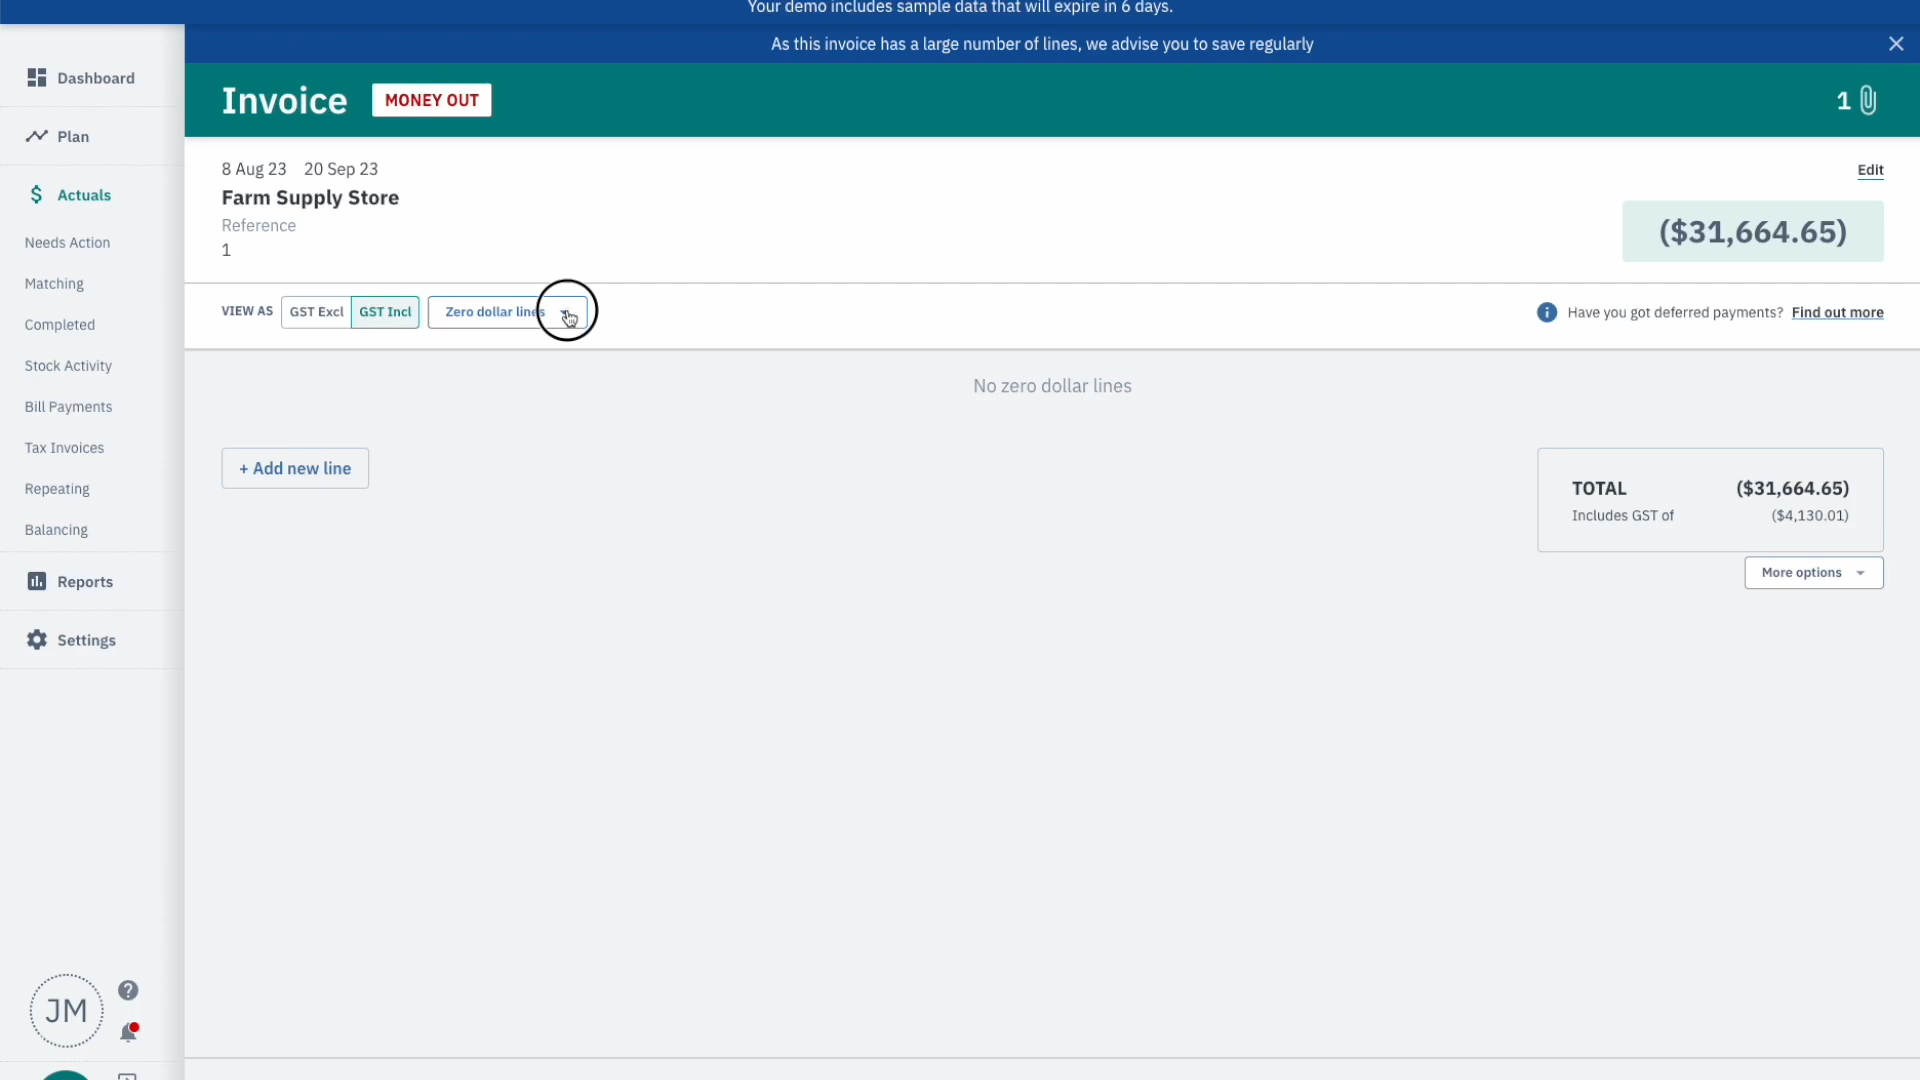 Your demo includes sample data that will expire in 6 days.
As this invoice has a large number of lines, we advise you to save regularly
Dashboard
Plan
Actuals
Needs Action
Matching
Completed
Stock Activity
Bill Payments
Tax Invoices
Repeating
Balancing
Reports
Settings
JM
Invoice MONEY OUT 1
8 Aug 23 20 Sep 23
Edit
Farm Supply Store
($31,664.65)
Reference
1
VIEW AS GST Excl GST Incl Zero dollar lines
Have you got deferred payments? Find out more
No zero dollar lines
+ Add new line
TOTAL ($31,664.65)
Includes GST of ($4,130.01)
More options